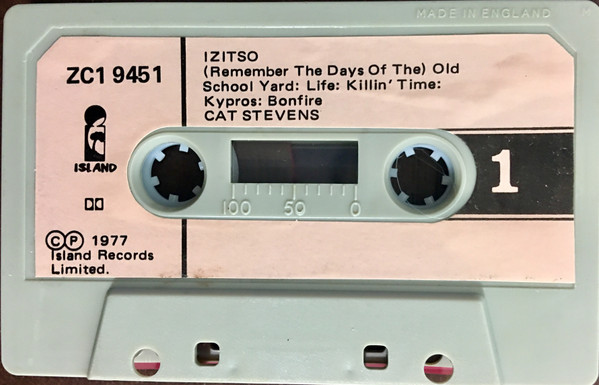 MADE IN ENGLAND
ZC1 9451
IZITSO
(Remember The Days Of The) Old
School Yard: Life: Killin' Time:
Kypros: Bonfire
CAT STEVENS
ISLAND
1
100 50 0
©℗ 1977
Island Records
Limited.